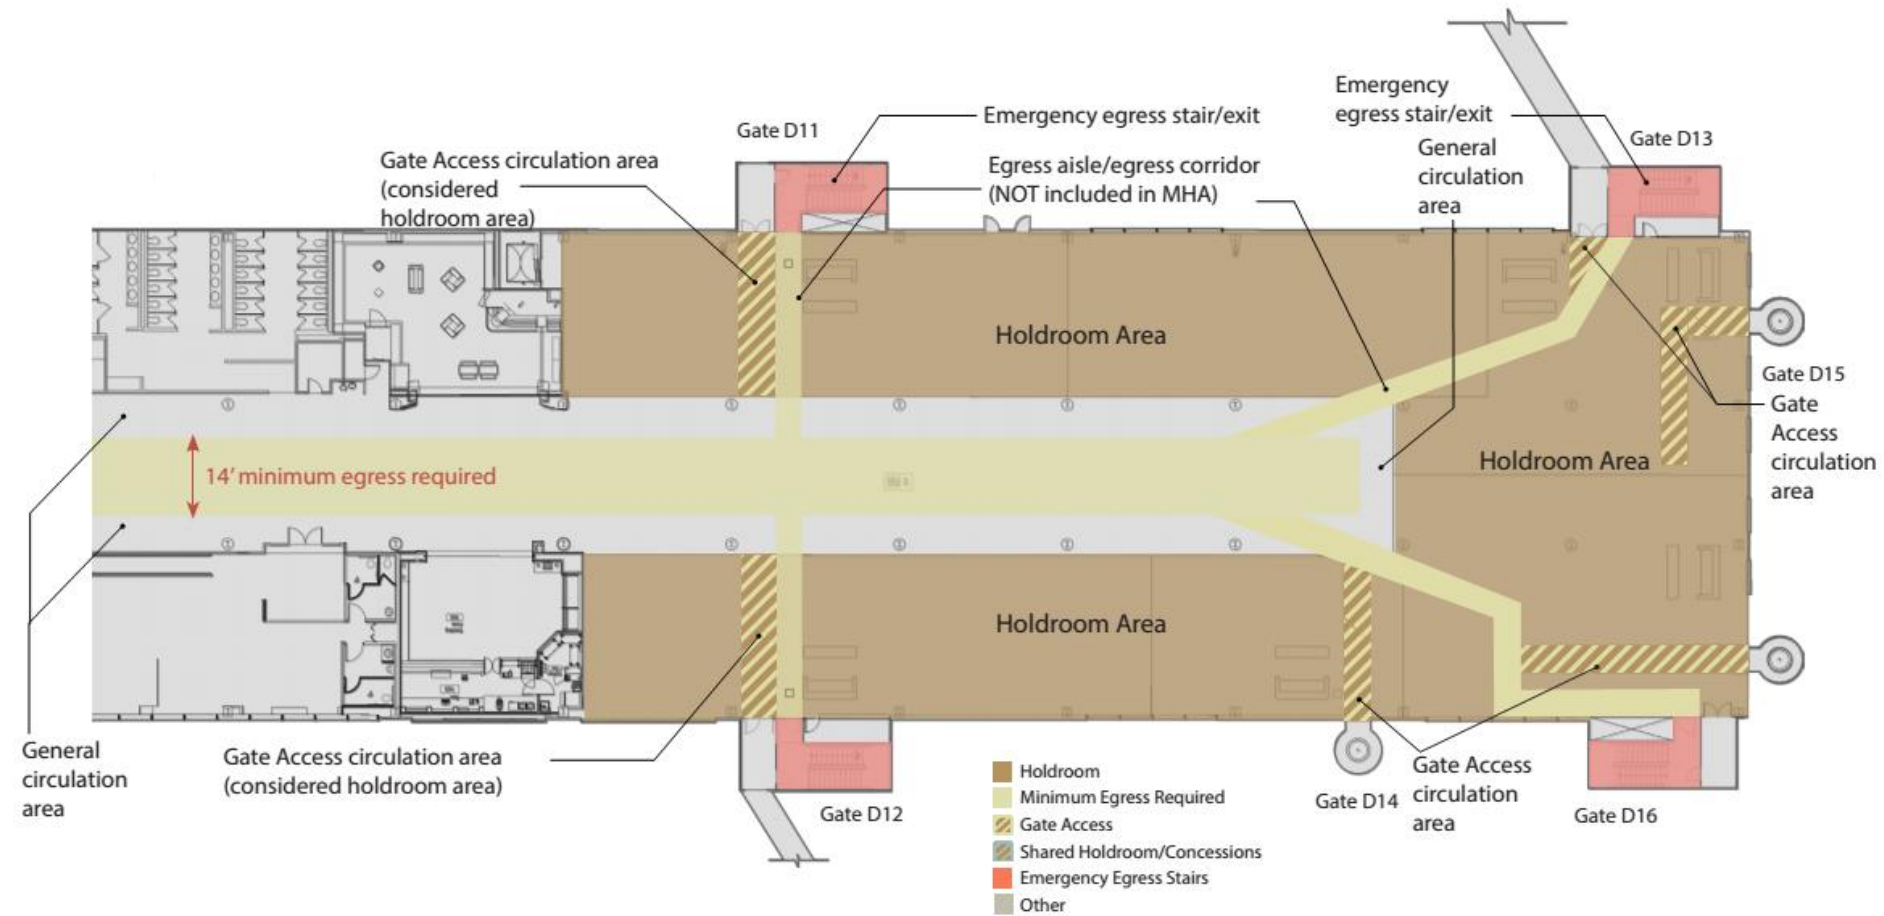 Emergency
egress stair/exit
Gate D11
Emergency egress stair/exit
Gate D13
General
circulation
area
Gate Access circulation area
(considered
holdroom area)
Egress aisle/egress corridor
(NOT included in MHA)
Holdroom Area
Gate D15
Gate
Access
circulation
area
Holdroom Area
14' minimum egress required
Holdroom Area
General
circulation
area
Gate Access circulation area
(considered holdroom area)
Gate D12
Holdroom
Minimum Egress Required
Gate Access
Shared Holdroom/Concessions
Emergency Egress Stairs
Other
Gate D14
Gate Access
circulation
area
Gate D16